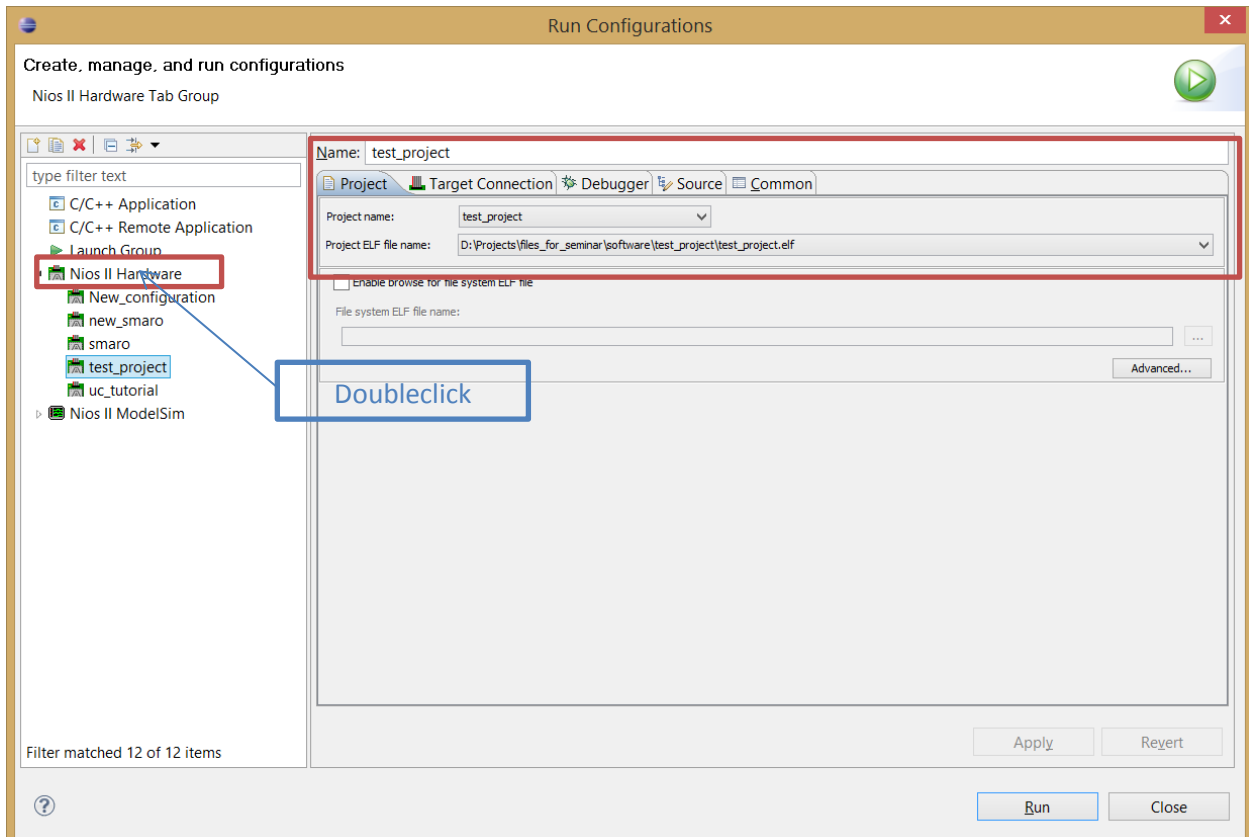 Run Configurations
Create, manage, and run configurations
Nios II Hardware Tab Group
type filter text
C/C++ Application
C/C++ Remote Application
Launch Group
Nios II Hardware
New_configuration
new_smaro
smaro
test_project
uc_tutorial
Nios II ModelSim
Filter matched 12 of 12 items
Doubleclick
Name: test_project
Project Target Connection Debugger Source Common
Project name: test_project
Project ELF file name: D:\Projects\files_for_seminar\software\test_project\test_project.elf
Enable browse for file system ELF file
File system ELF file name:
...
Advanced...
Apply Revert
Run Close